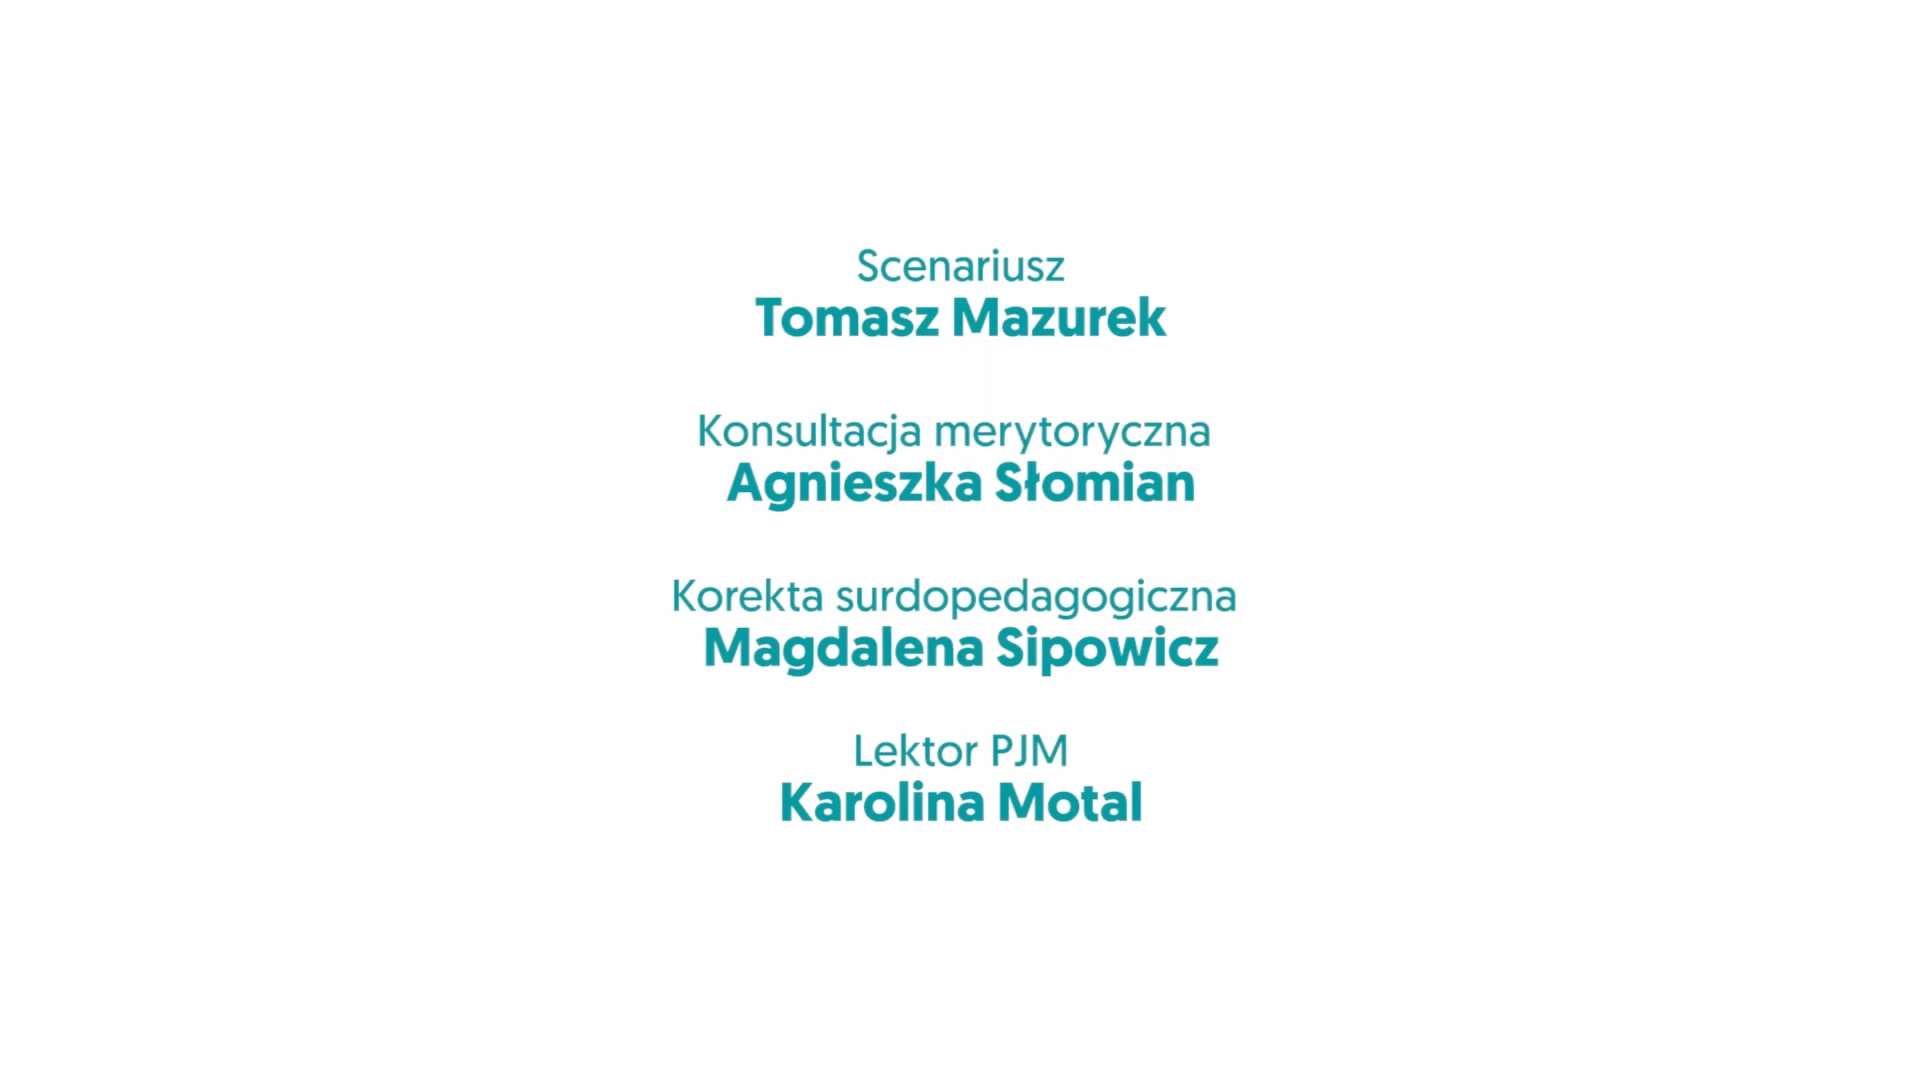 Scenariusz
Tomasz Mazurek
Konsultacja merytoryczna
Agnieszka Słomian
Korekta surdopedagogiczna
Magdalena Sipowicz
Lektor PJM
Karolina Motal